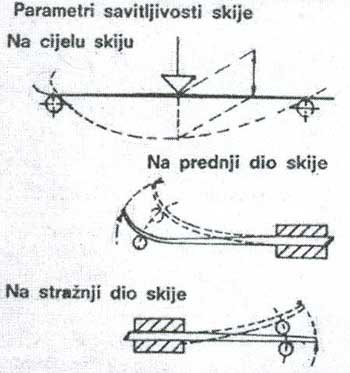 Parametri savitljivosti skije
Na cijelu skiju
Na prednji dio skije
Na stražnji dio skije